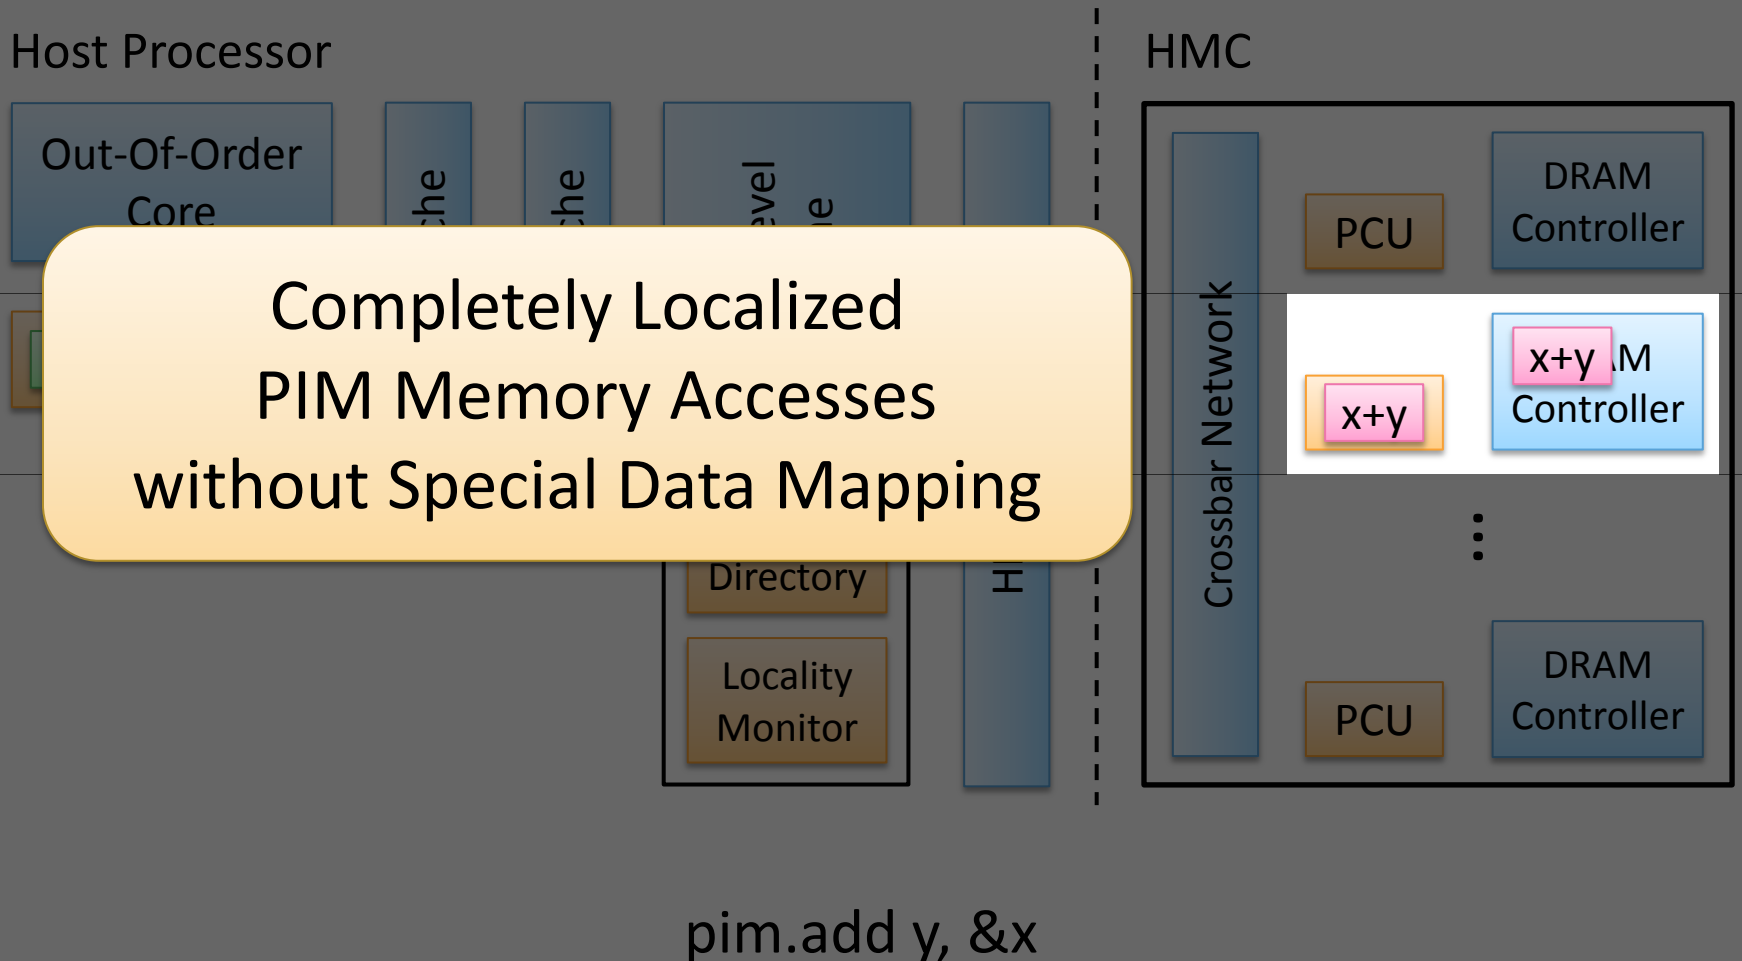 Host Processor
HMC
Out-Of-Order
Core
Completely Localized
PIM Memory Accesses
without Special Data Mapping
Directory
Locality
Monitor
Crossbar Network
PCU
DRAM
Controller
x+y
x+y
Controller
...
PCU
DRAM
Controller
pim.add y, &x